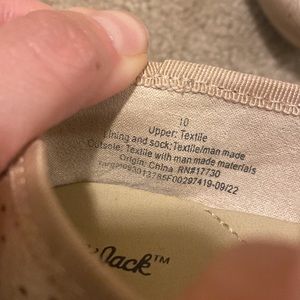 10
Upper: Textile
Lining and sock:Textile/man made
Outsole: Textile with man made materials
Origin: China RN#17730
Jack™